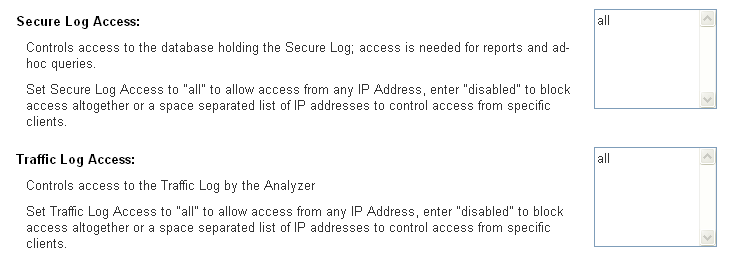 Secure Log Access:
all
Controls access to the database holding the Secure Log; access is needed for reports and ad-
hoc queries.
Set Secure Log Access to "all" to allow access from any IP Address, enter "disabled" to block
access altogether or a space separated list of IP addresses to control access from specific
clients.
Traffic Log Access:
all
Controls access to the Traffic Log by the Analyzer
Set Traffic Log Access to "all" to allow access from any IP Address, enter "disabled" to block
access altogether or a space separated list of IP addresses to control access from specific
clients.